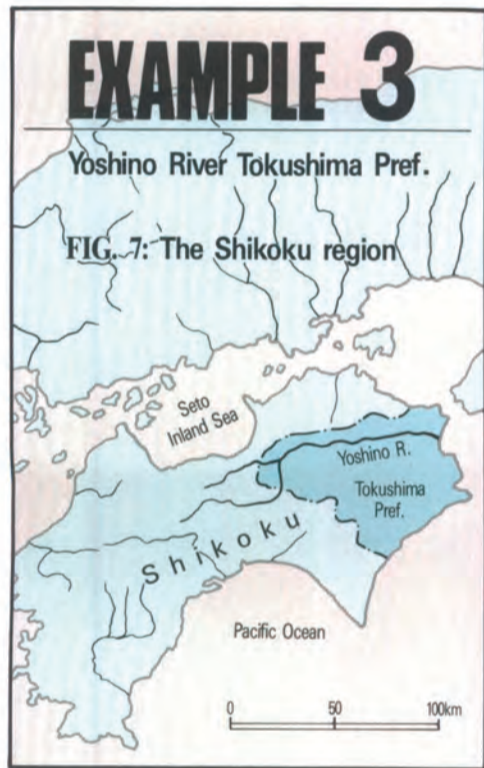 EXAMPLE 3
Yoshino River Tokushima Pref.
FIG. 7: The Shikoku region
Seto
Inland Sea
Yoshino R.
Tokushima
Pref.
Shikoku
Pacific Ocean
0 50 100km